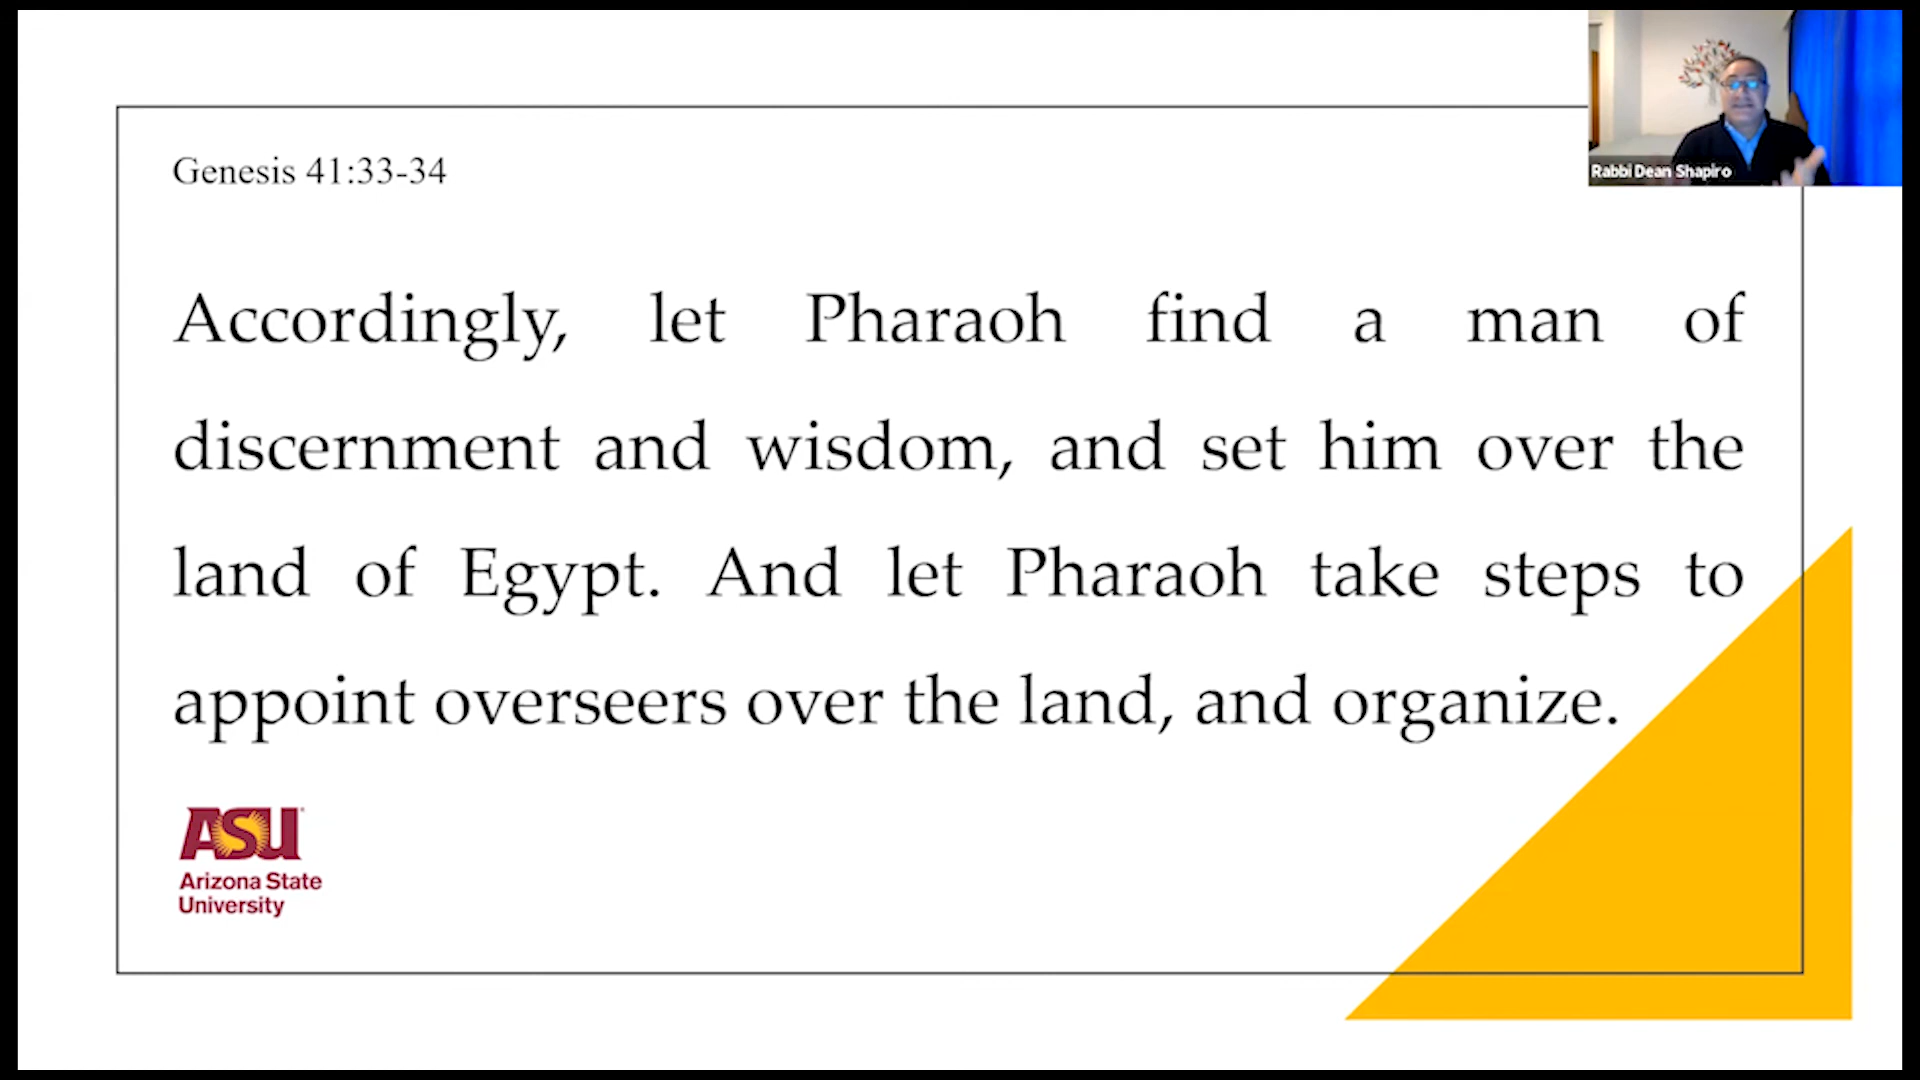 Rabbi Dean Shapiro
Genesis 41:33-34
Accordingly, let Pharaoh find a man of
discernment and wisdom, and set him over the
land of Egypt. And let Pharaoh take steps to
appoint overseers over the land, and organize.
ASU
Arizona State
University